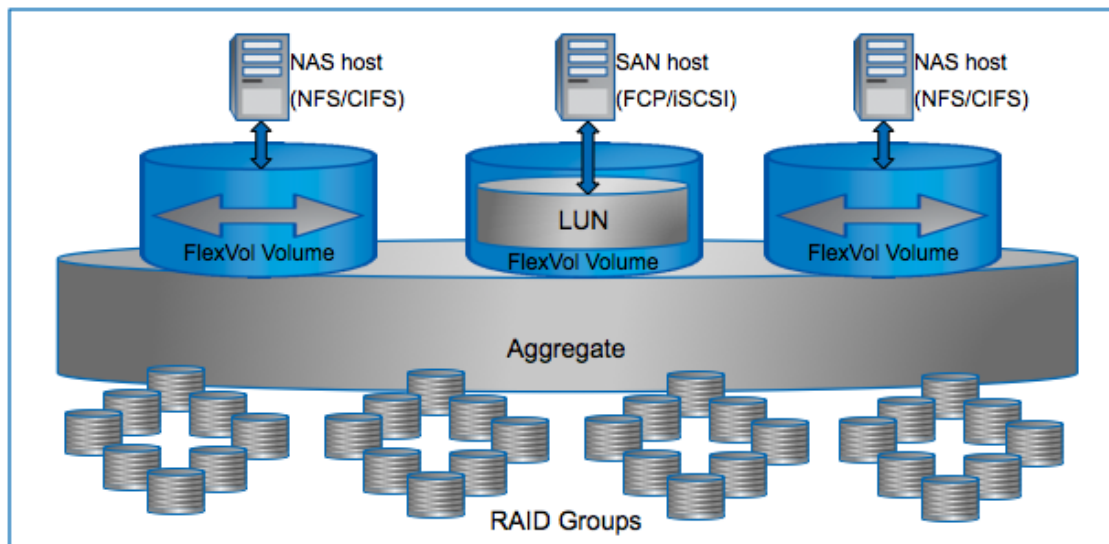 NAS host
(NFS/CIFS)
SAN host
(FCP/iSCSI)
NAS host
(NFS/CIFS)
FlexVol Volume
LUN
FlexVol Volume
FlexVol Volume
Aggregate
RAID Groups